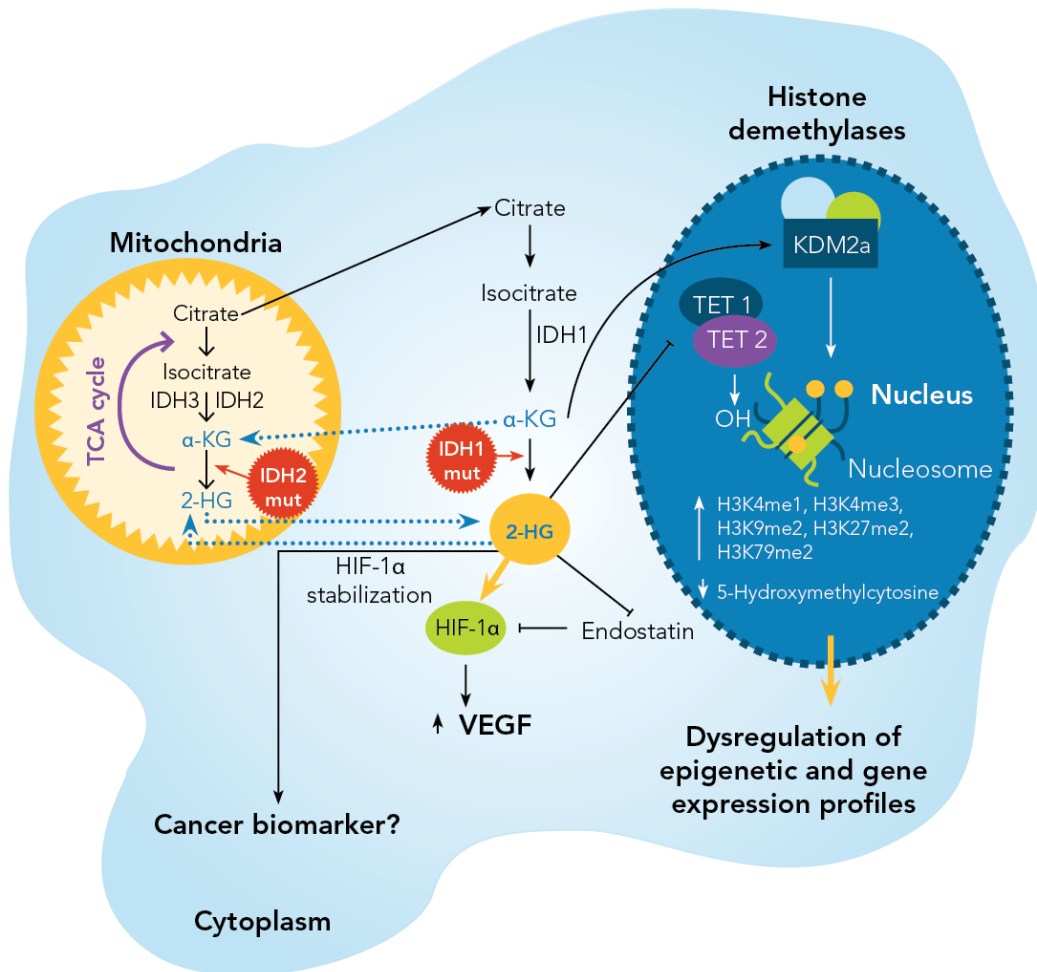 Histone
demethylases
Mitochondria
Citrate
KDM2a
TET 1
TET 2
OH
Nucleus
Nucleosome
Citrate
Isocitrate
IDH3
IDH2
α-KG
2-HG
TCA cycle
IDH2
mut
Isocitrate
IDH1
α-KG
IDH1
mut
2-HG
HIF-1α
stabilization
HIF-1α
Endostatin
VEGF
H3K4me1, H3K4me3,
H3K9me2, H3K27me2,
H3K79me2
5-Hydroxymethylcytosine
Dysregulation of
epigenetic and gene
expression profiles
Cancer biomarker?
Cytoplasm